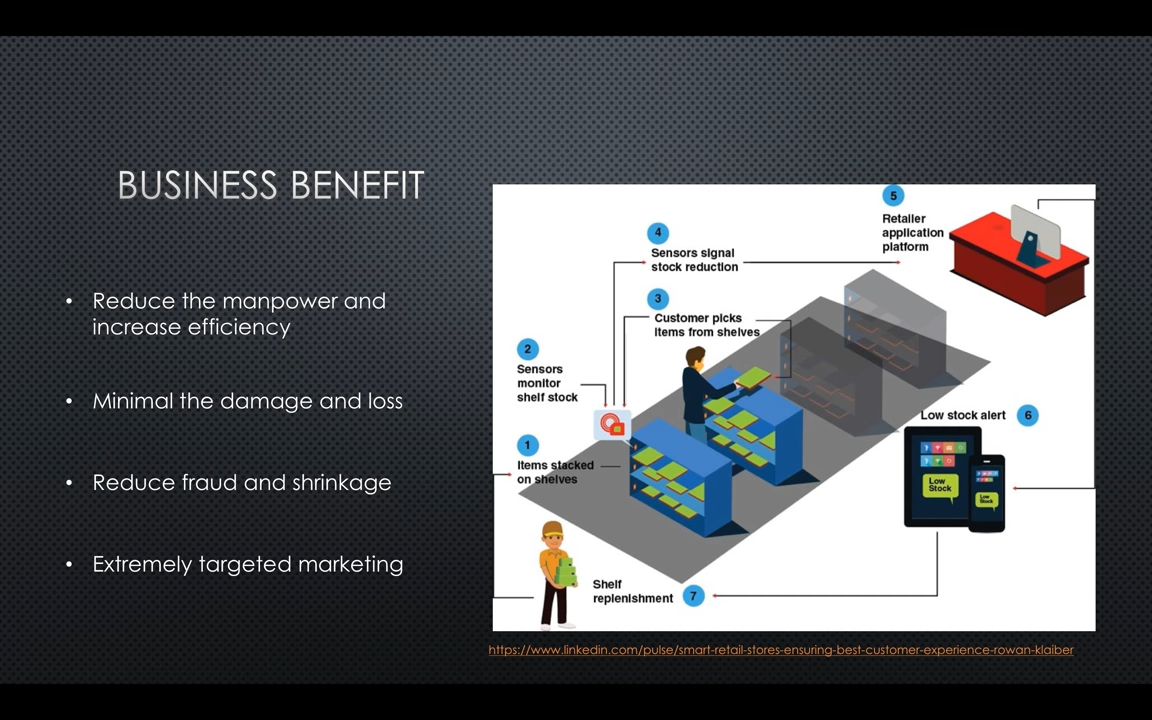 BUSINESS BENEFIT
• Reduce the manpower and
increase efficiency
• Minimal the damage and loss
• Reduce fraud and shrinkage
• Extremely targeted marketing
5
Retailer
application
platform
4
Sensors signal
stock reduction
3
Customer picks
items from shelves
2
Sensors
monitor
shelf stock
1
Items stacked
on shelves
Low stock alert 6
Low
Stock
Low
Stock
Shelf
replenishment 7
https://www.linkedin.com/pulse/smart-retail-stores-ensuring-best-customer-experience-rowan-klaiber